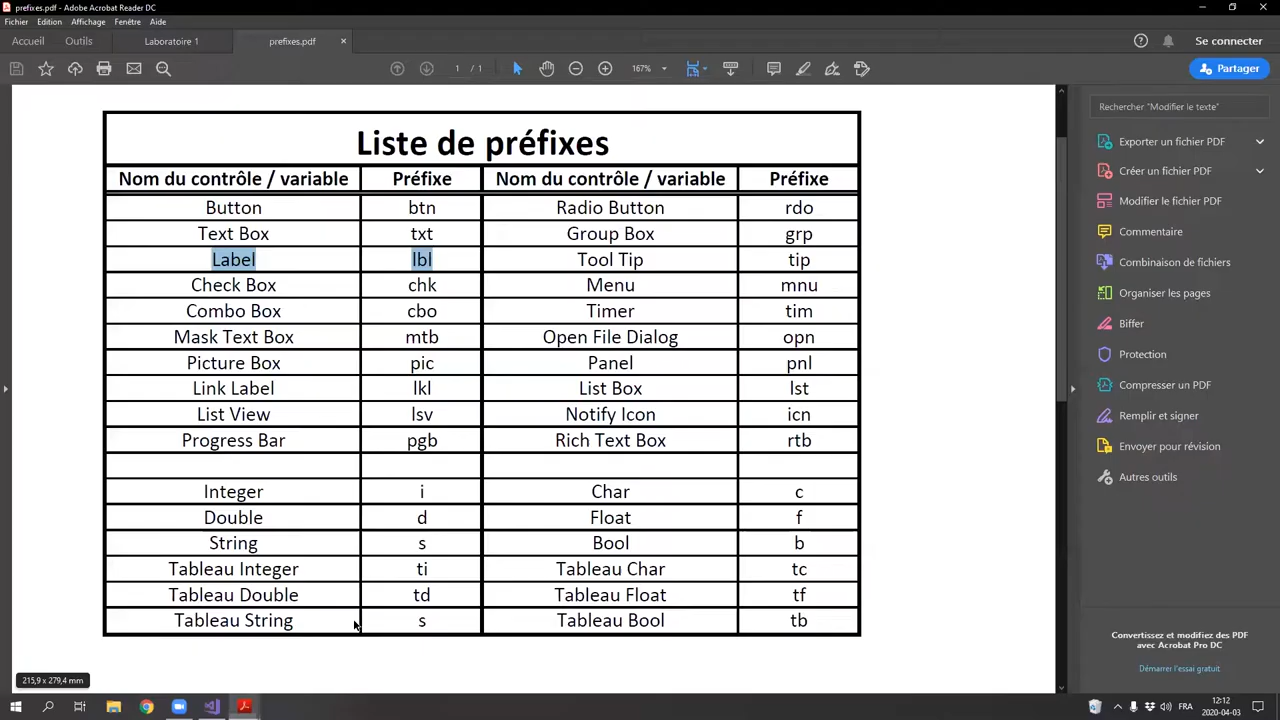 prefixes.pdf - Adobe Acrobat Reader DC
Fichier Edition Affichage Fenêtre Aide
Accueil Outils Laboratoire 1 prefixes.pdf × Se connecter
1 / 1 167% Partager
Liste de préfixes
Nom du contrôle / variable Préfixe Nom du contrôle / variable Préfixe
Button btn Radio Button rdo
Text Box txt Group Box grp
Label lbl Tool Tip tip
Check Box chk Menu mnu
Combo Box cbo Timer tim
Mask Text Box mtb Open File Dialog opn
Picture Box pic Panel pnl
Link Label lkl List Box lst
List View lsv Notify Icon icn
Progress Bar pgb Rich Text Box rtb
Integer i Char c
Double d Float f
String s Bool b
Tableau Integer ti Tableau Char tc
Tableau Double td Tableau Float tf
Tableau String s Tableau Bool tb
215,9 x 279,4 mm
Rechercher "Modifier le texte"
Exporter un fichier PDF
Créer un fichier PDF
Modifier le fichier PDF
Commentaire
Combinaison de fichiers
Organiser les pages
Biffer
Protection
Compresser un PDF
Remplir et signer
Envoyer pour révision
Autres outils
Convertissez et modifiez des PDF
avec Acrobat Pro DC
Démarrer l'essai gratuit
FRA 12:12
2020-04-03